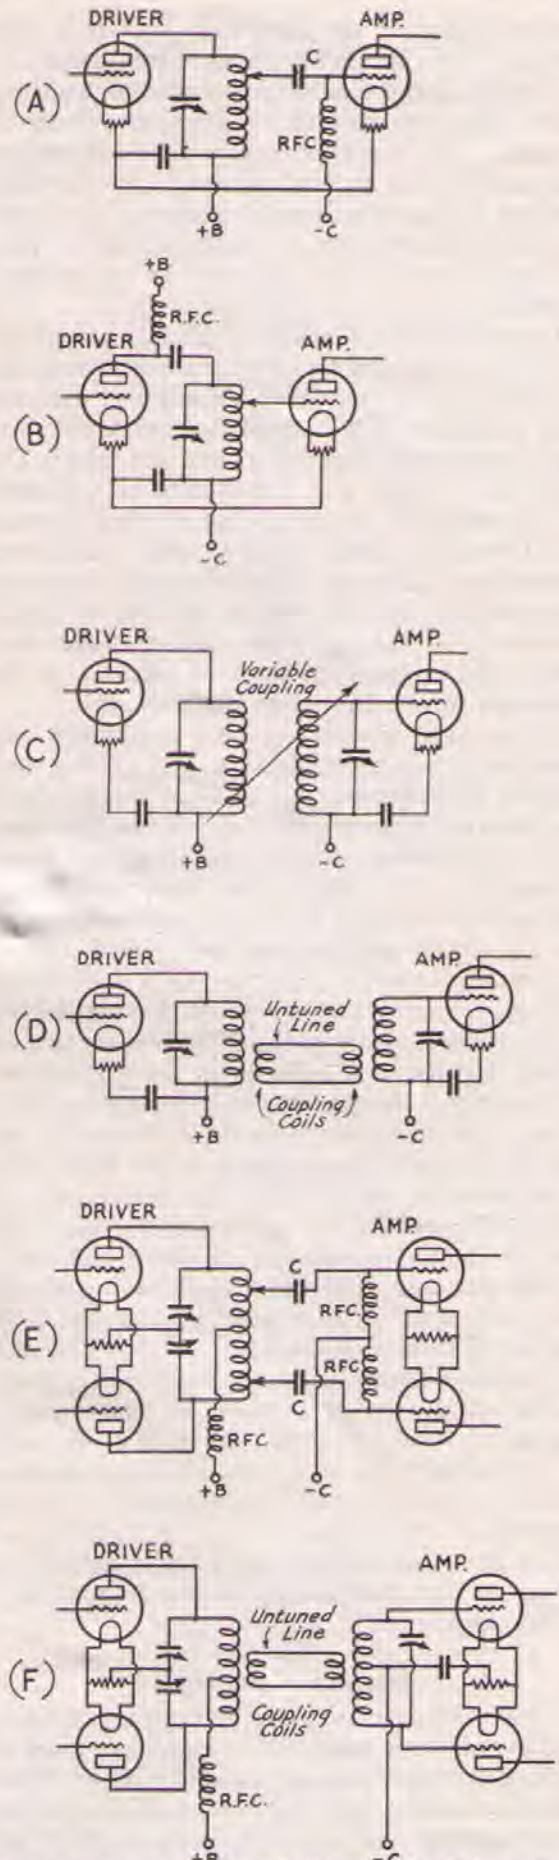 DRIVER AMP.
(A)
C
RFC
+B -C
+B
R.F.C.
DRIVER AMP.
(B)
-C
DRIVER AMP.
Variable
Coupling
(C)
+B -C
DRIVER AMP.
Untuned
Line
(D)
(Coupling)
Coils
+B -C
DRIVER AMP.
C
RFC.
(E)
RFC
C
RFC.
+B -C
DRIVER AMP.
Untuned
Line
(F)
Coupling
Coils
R.F.C.
+B -C